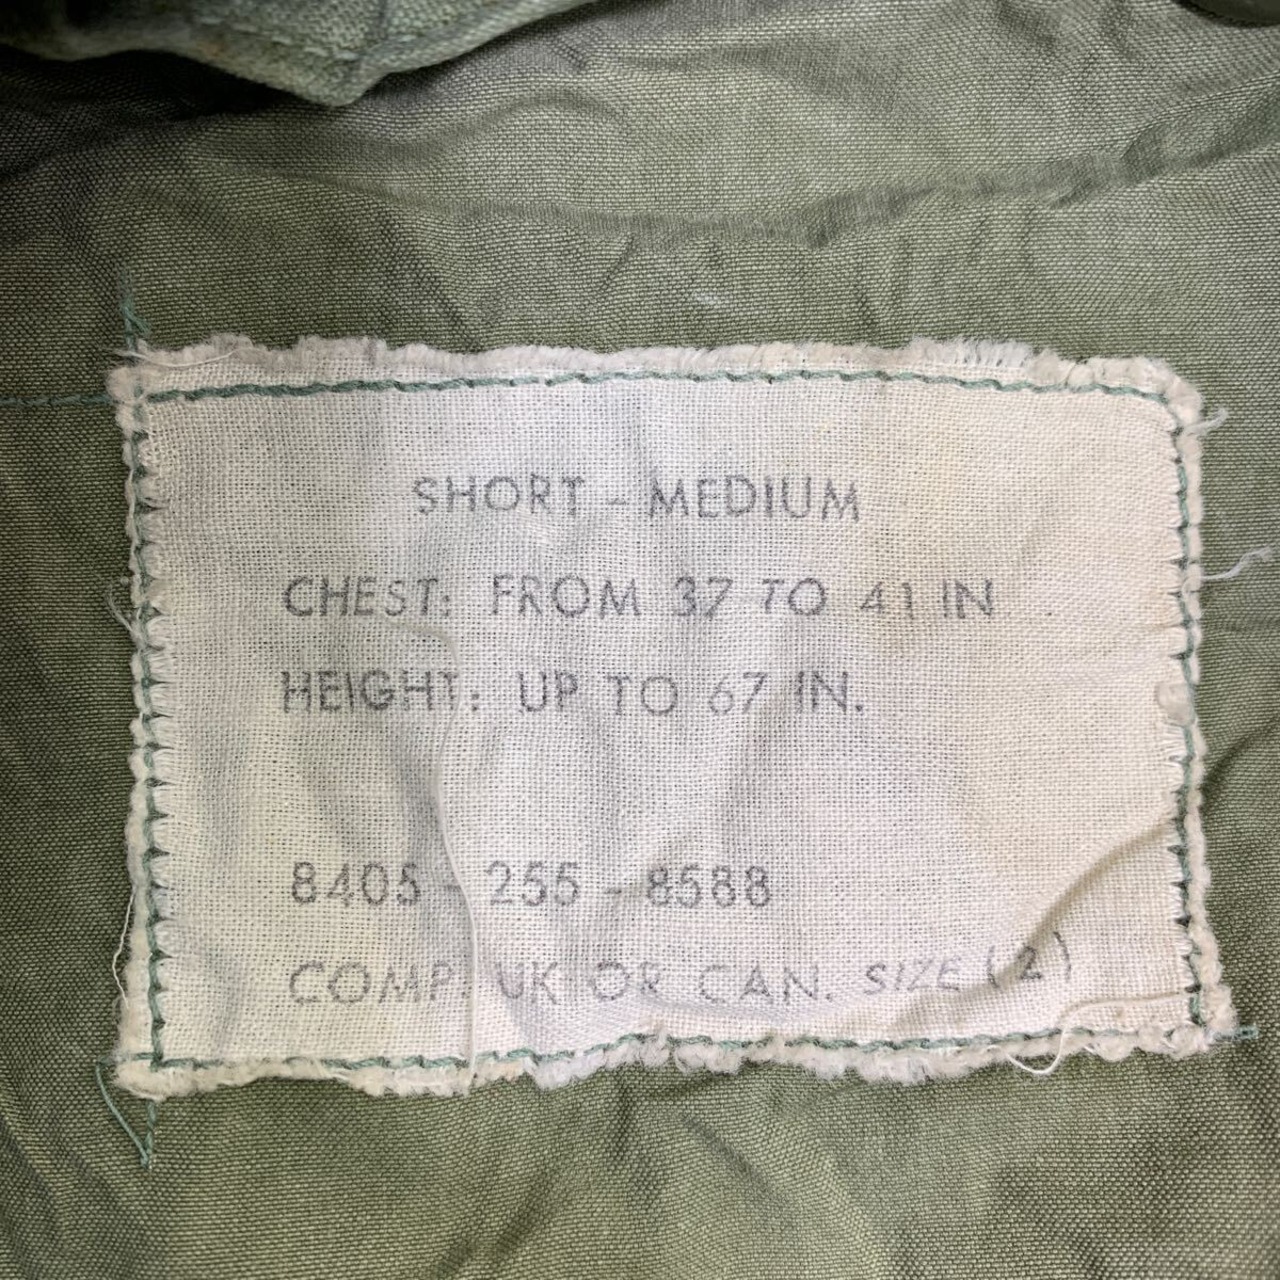 SHORT - MEDIUM
CHEST: FROM 37 TO 41 IN
HEIGHT: UP TO 67 IN.
8405 - 255 - 8588
COMP. UK OR CAN. SIZE (2)